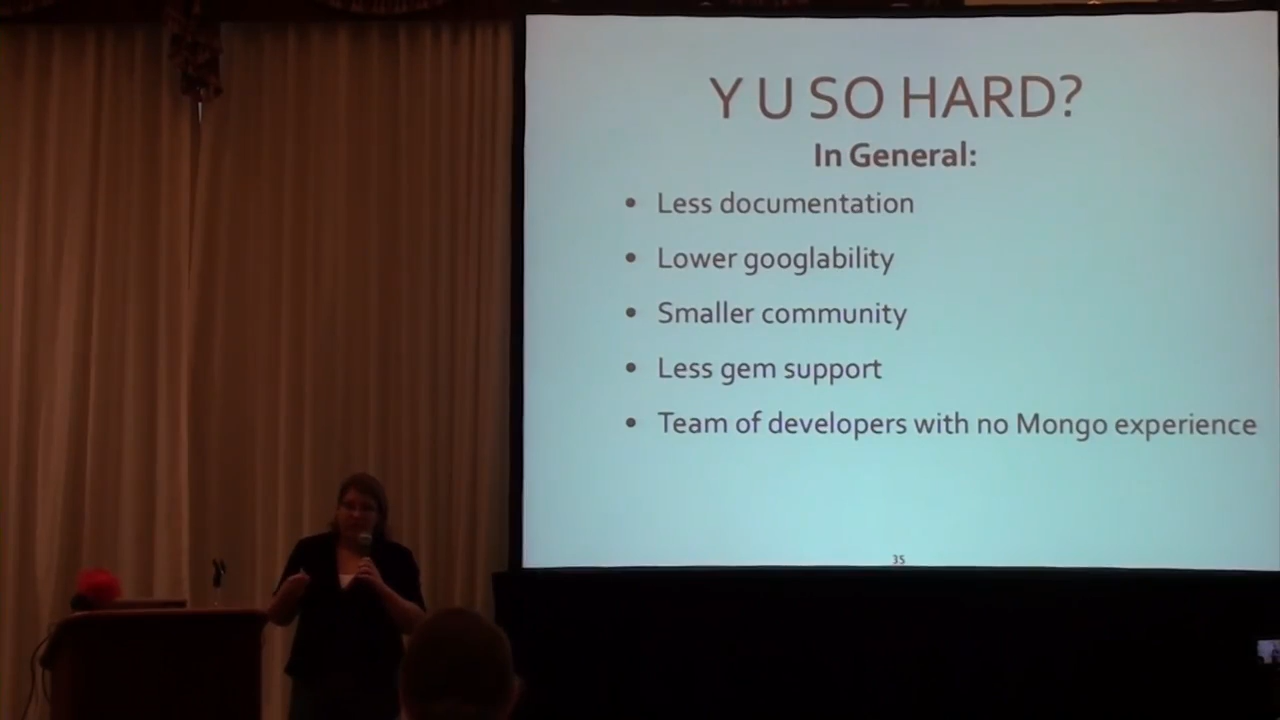 Y U SO HARD?
In General:
• Less documentation
• Lower googlability
• Smaller community
• Less gem support
• Team of developers with no Mongo experience
35